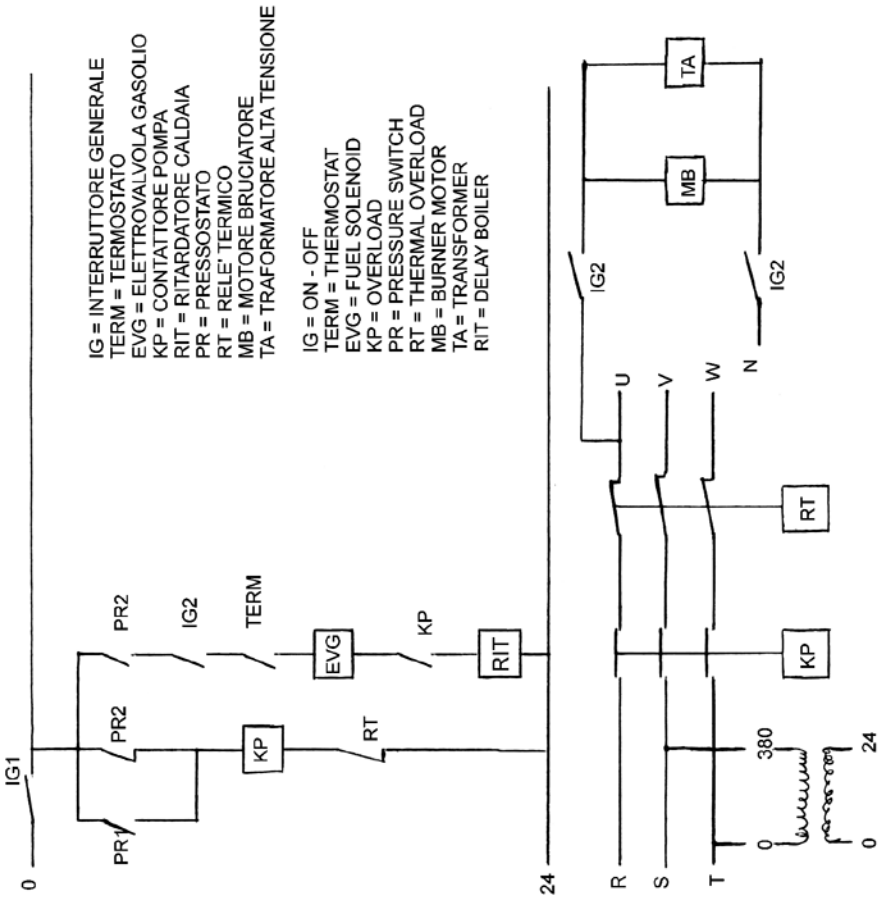 0
IG1
PR1
PR2
PR2
KP
RT
IG2
TERM
EVG
KP
RIT
24
IG = INTERRUTTORE GENERALE
TERM = TERMOSTATO
EVG = ELETTROVALVOLA GASOLIO
KP = CONTATTORE POMPA
RIT = RITARDATORE CALDAIA
PR = PRESSOSTATO
RT = RELE' TERMICO
MB = MOTORE BRUCIATORE
TA = TRAFORMATORE ALTA TENSIONE
IG = ON - OFF
TERM = THERMOSTAT
EVG = FUEL SOLENOID
KP = OVERLOAD
PR = PRESSURE SWITCH
RT = THERMAL OVERLOAD
MB = BURNER MOTOR
TA = TRANSFORMER
RIT = DELAY BOILER
R
S
T
0
380
0
24
KP
RT
U
V
W
N
IG2
IG2
MB
TA